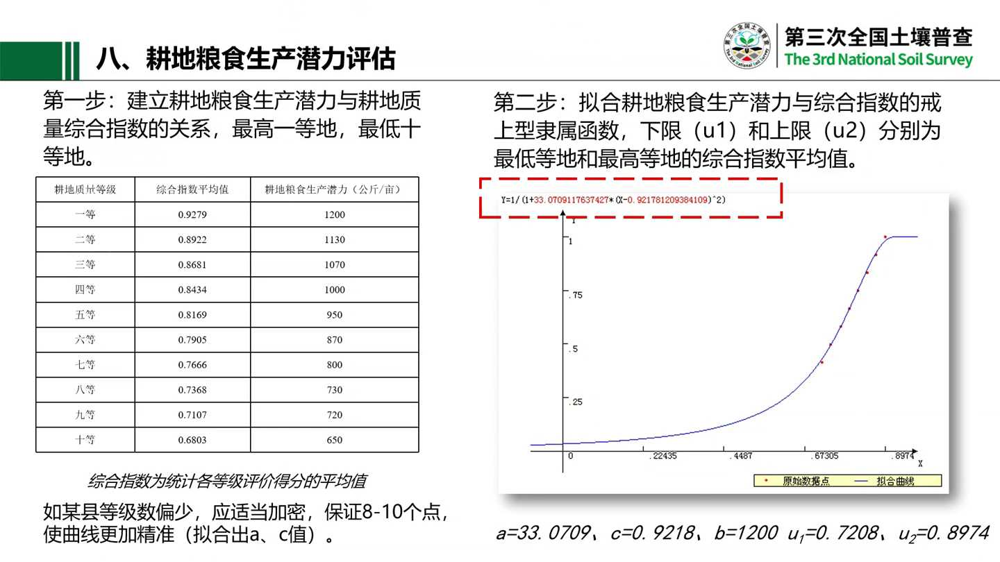 八、耕地粮食生产潜力评估
第三次全国土壤普查
The 3rd National Soil Survey
第一步：建立耕地粮食生产潜力与耕地质
量综合指数的关系，最高一等地，最低十
等地。
耕地质量等级 综合指数平均值 耕地粮食生产潜力（公斤/亩）
一等 0.9279 1200
二等 0.8922 1130
三等 0.8681 1070
四等 0.8434 1000
五等 0.8169 950
六等 0.7905 870
七等 0.7666 800
八等 0.7368 730
九等 0.7107 720
十等 0.6803 650
综合指数为统计各等级评价得分的平均值
如某县等级数偏少，应适当加密，保证8-10个点，
使曲线更加精准（拟合出a、c值）。
第二步：拟合耕地粮食生产潜力与综合指数的戒
上型隶属函数，下限（u1）和上限（u2）分别为
最低等地和最高等地的综合指数平均值。
Y=1/(1+33.0709117637427*(X-0.921781209384109)^2)
Y
1
.75
.5
.25
0 .22435 .4487 .67305 .8974
X
原始数据点 拟合曲线
a=33.0709、c=0.9218、b=1200 u1=0.7208、u2=0.8974